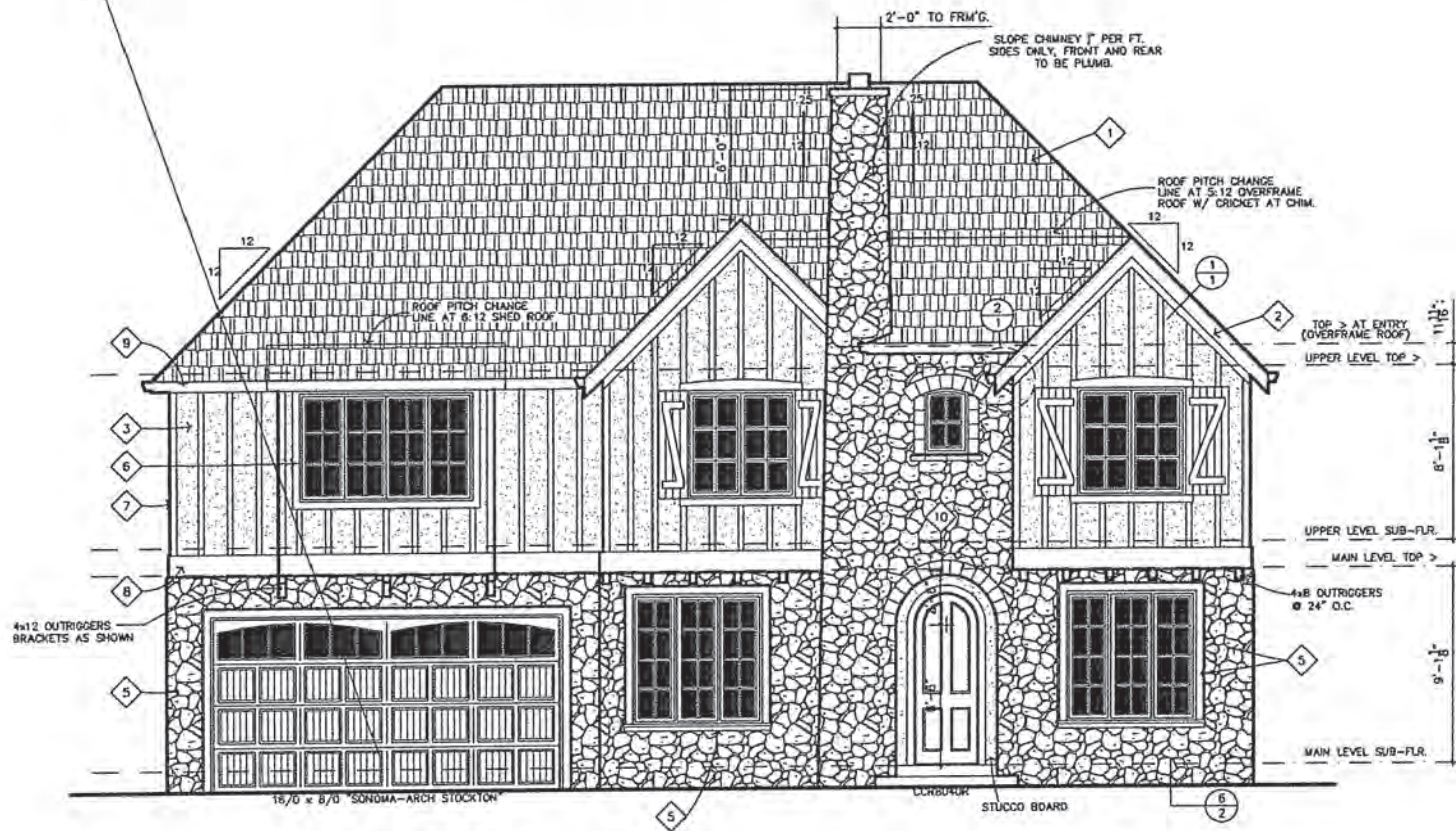 2'-0" TO FRM'G.
SLOPE CHIMNEY 1" PER FT.
SIDES ONLY, FRONT AND REAR
TO BE PLUMB.
.25
.25
12
12
6'-0"
1
ROOF PITCH CHANGE
LINE AT 5:12 OVERFRAME
ROOF W/ CRICKET AT CHIM.
12
12
12
12
12
12
1
1
2
1
ROOF PITCH CHANGE
LINE AT 6:12 SHED ROOF
2
TOP > AT ENTRY
(OVERFRAME ROOF)
UPPER LEVEL TOP >
9
3
6
7
8
8'-1 1/8"
10
UPPER LEVEL SUB-FLR.
MAIN LEVEL TOP >
4x12 OUTRIGGERS
BRACKETS AS SHOWN
4x8 OUTRIGGERS
@ 24" O.C.
5
5
9'-1 1/8"
MAIN LEVEL SUB-FLR.
16/0 x 8/0 "SONOMA-ARCH STOCKTON"
CCR8040R
STUCCO BOARD
5
6
2